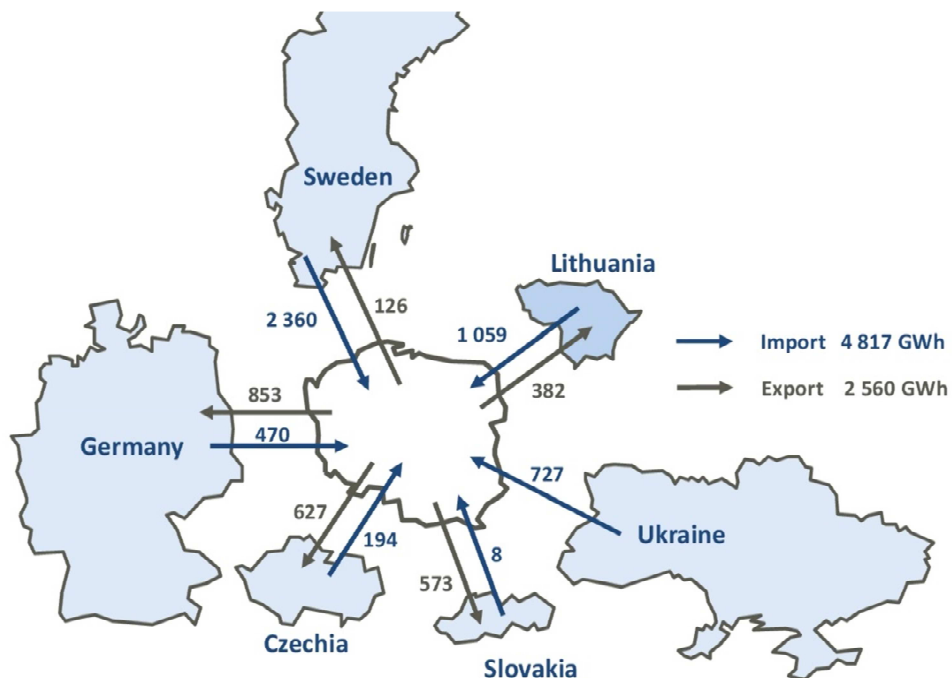 Sweden
2 360
126
Lithuania
1 059
382
Import 4 817 GWh
Export 2 560 GWh
853
Germany
470
727
Ukraine
627
194
8
573
Czechia
Slovakia